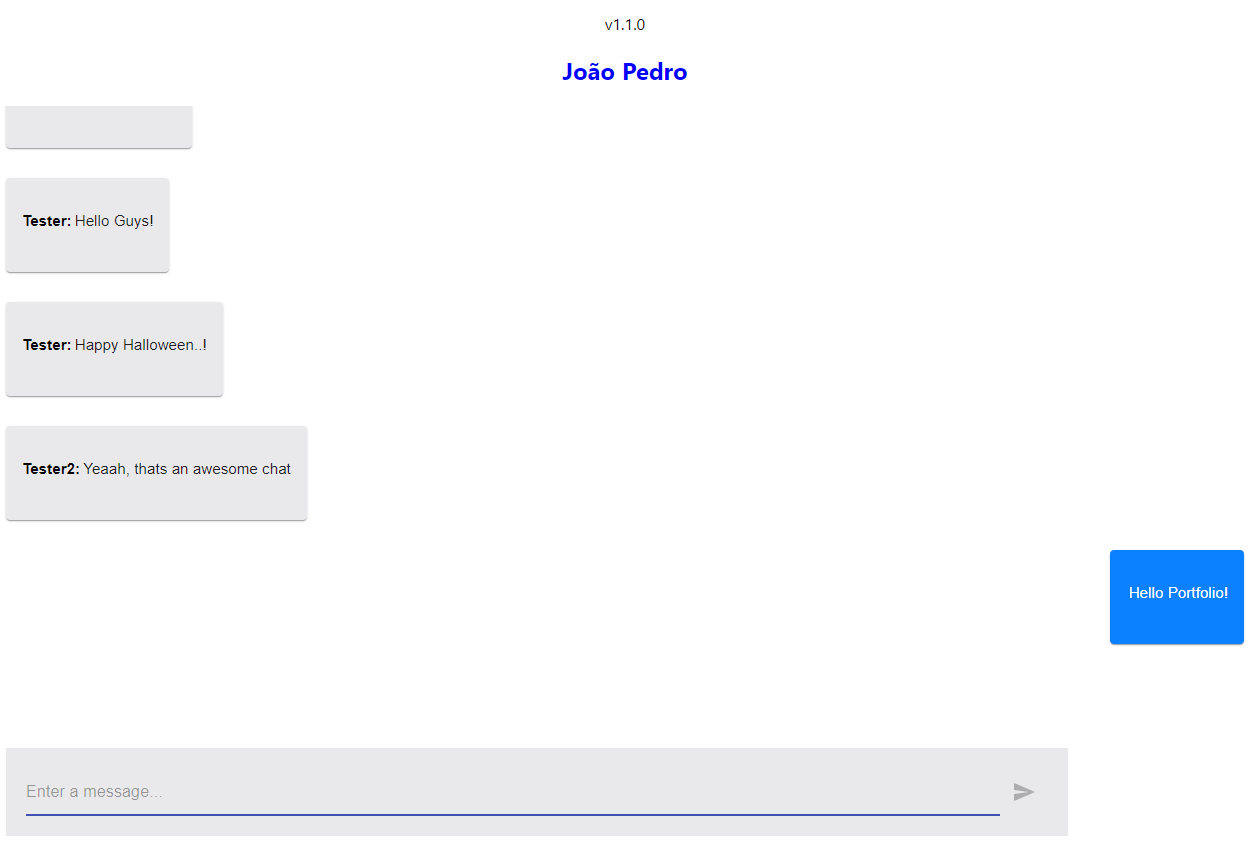 v1.1.0
João Pedro
Tester: Hello Guys!
Tester: Happy Halloween..!
Tester2: Yeaah, thats an awesome chat
Hello Portfolio!
Enter a message...